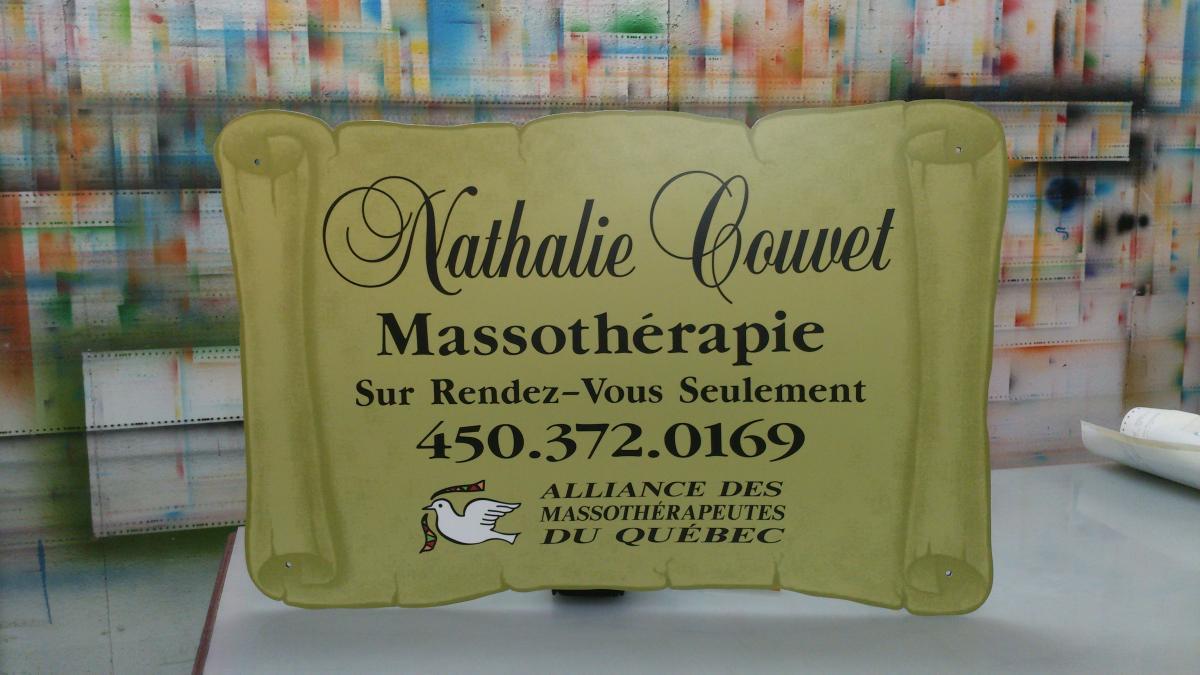 Nathalie Couvet
Massothérapie
Sur Rendez-Vous Seulement
450.372.0169
ALLIANCE DES
MASSOTHÉRAPEUTES
DU QUÉBEC